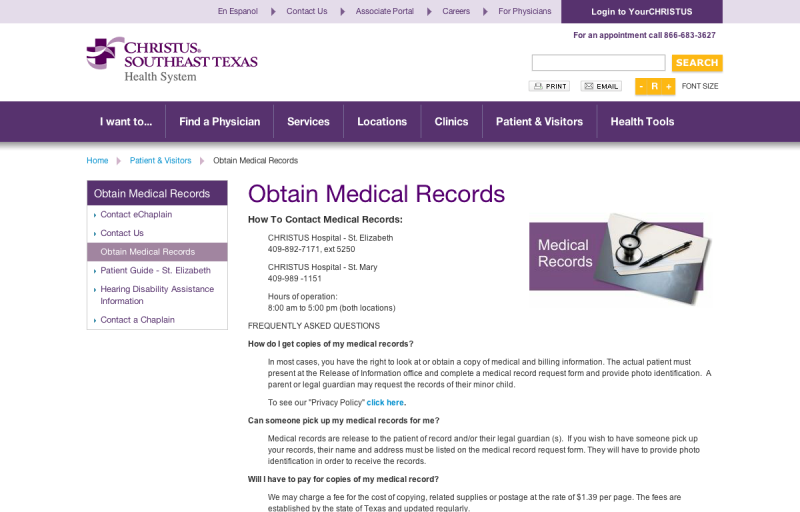 En Espanol Contact Us Associate Portal Careers For Physicians Login to YourCHRISTUS
For an appointment call 866-683-3627
CHRISTUS®
SOUTHEAST TEXAS
Health System
SEARCH
PRINT EMAIL - R + FONT SIZE
I want to... Find a Physician Services Locations Clinics Patient & Visitors Health Tools
Home Patient & Visitors Obtain Medical Records
Obtain Medical Records
Contact eChaplain
Contact Us
Obtain Medical Records
Patient Guide - St. Elizabeth
Hearing Disability Assistance
Information
Contact a Chaplain
Obtain Medical Records
How To Contact Medical Records:
CHRISTUS Hospital - St. Elizabeth
409-892-7171, ext 5250
CHRISTUS Hospital - St. Mary
409-989 -1151
Hours of operation:
8:00 am to 5:00 pm (both locations)
Medical
Records
FREQUENTLY ASKED QUESTIONS
How do I get copies of my medical records?
In most cases, you have the right to look at or obtain a copy of medical and billing information. The actual patient must
present at the Release of Information office and complete a medical record request form and provide photo identification. A
parent or legal guardian may request the records of their minor child.
To see our "Privacy Policy" click here.
Can someone pick up my medical records for me?
Medical records are release to the patient of record and/or their legal guardian (s). If you wish to have someone pick up
your records, their name and address must be listed on the medical record request form. They will have to provide photo
identification in order to receive the records.
Will I have to pay for copies of my medical record?
We may charge a fee for the cost of copying, related supplies or postage at the rate of $1.39 per page. The fees are
established by the state of Texas and updated regularly.